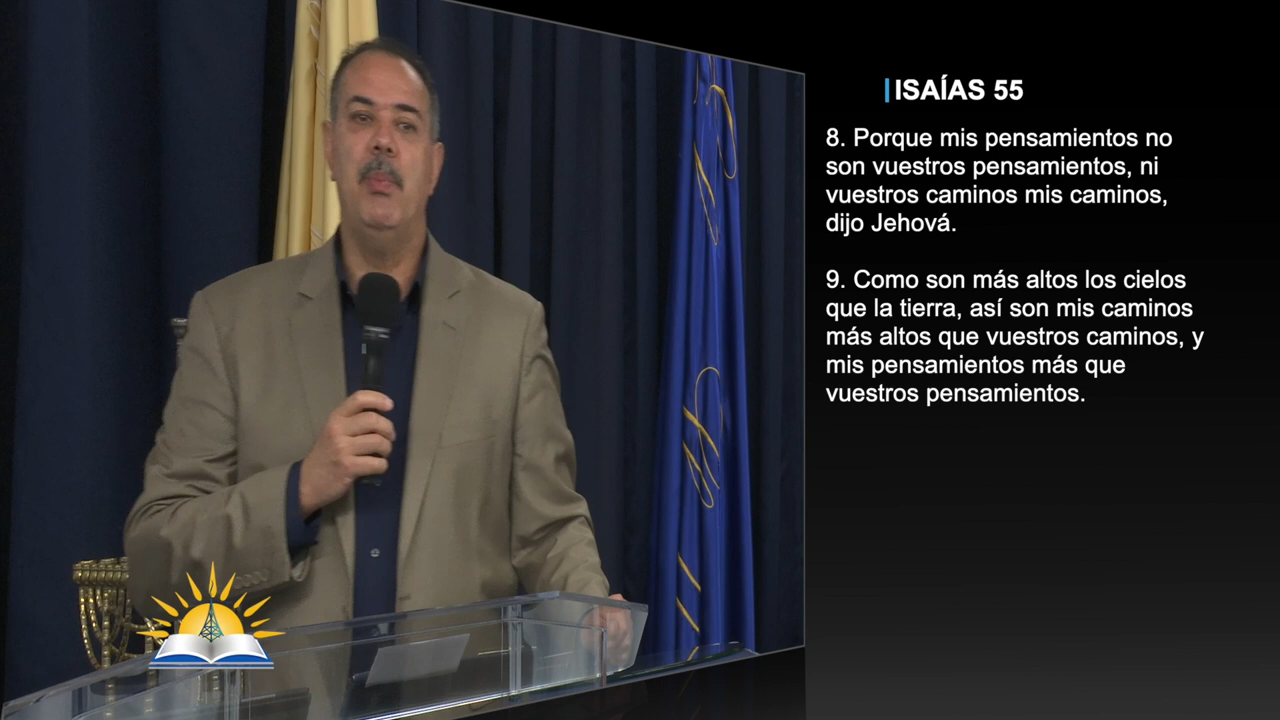 ISAÍAS 55
8. Porque mis pensamientos no
son vuestros pensamientos, ni
vuestros caminos mis caminos,
dijo Jehová.
9. Como son más altos los cielos
que la tierra, así son mis caminos
más altos que vuestros caminos, y
mis pensamientos más que
vuestros pensamientos.